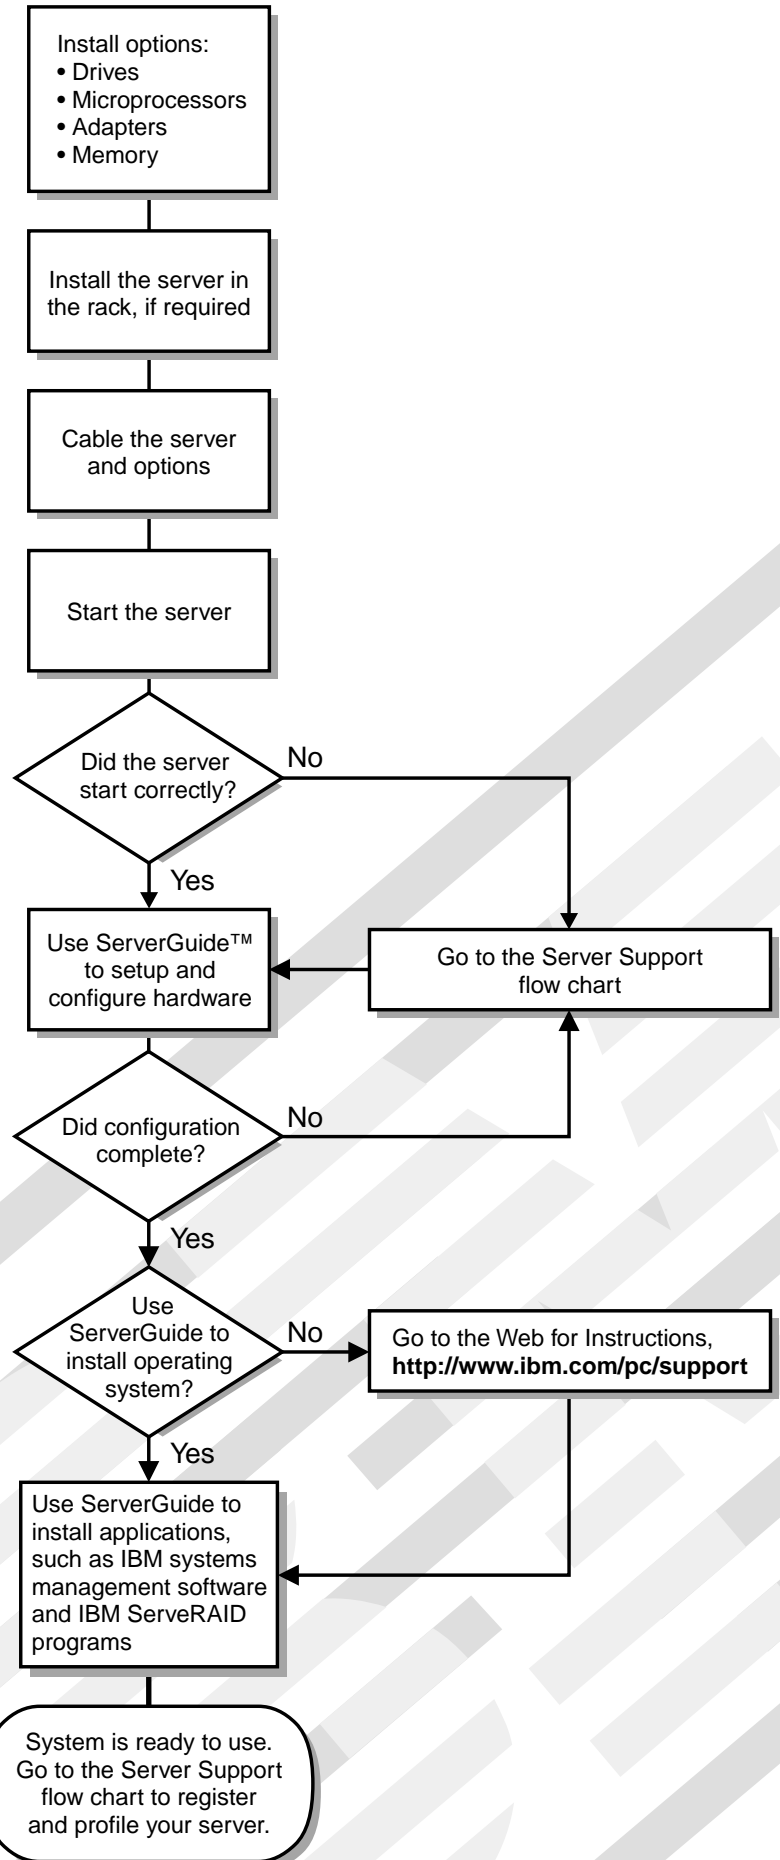 Install options:
• Drives
• Microprocessors
• Adapters
• Memory
Install the server in
the rack, if required
Cable the server
and options
Start the server
Did the server
start correctly?
No
Yes
Use ServerGuide™
to setup and
configure hardware
Go to the Server Support
flow chart
Did configuration
complete?
No
Yes
Use
ServerGuide to
install operating
system?
No
Go to the Web for Instructions,
http://www.ibm.com/pc/support
Yes
Use ServerGuide to
install applications,
such as IBM systems
management software
and IBM ServeRAID
programs
System is ready to use.
Go to the Server Support
flow chart to register
and profile your server.